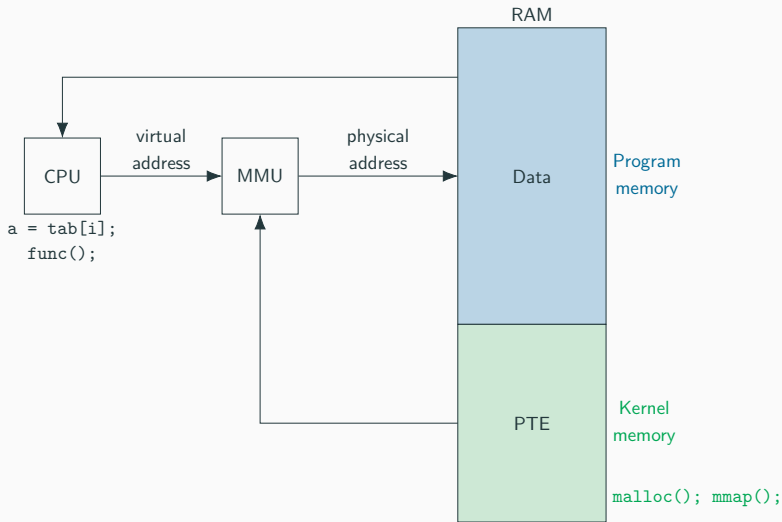 RAM
virtual
address
physical
address
CPU
MMU
Data
Program
memory
a = tab[i];
func();
PTE
Kernel
memory
malloc(); mmap();